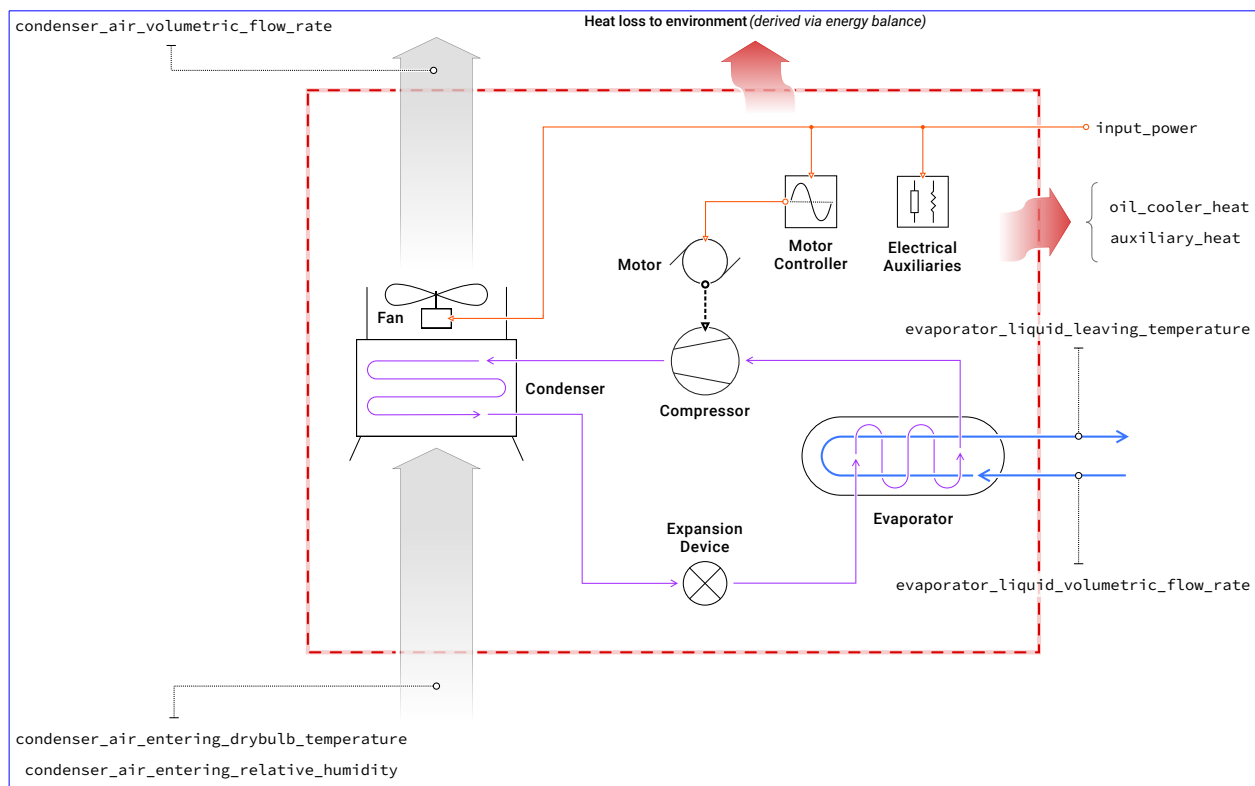 Heat loss to environment (derived via energy balance)
condenser_air_volumetric_flow_rate
input_power
oil_cooler_heat
auxiliary_heat
Motor
Controller
Electrical
Auxiliaries
Motor
Fan
evaporator_liquid_leaving_temperature
Condenser
Compressor
Evaporator
Expansion
Device
evaporator_liquid_volumetric_flow_rate
condenser_air_entering_drybulb_temperature
condenser_air_entering_relative_humidity